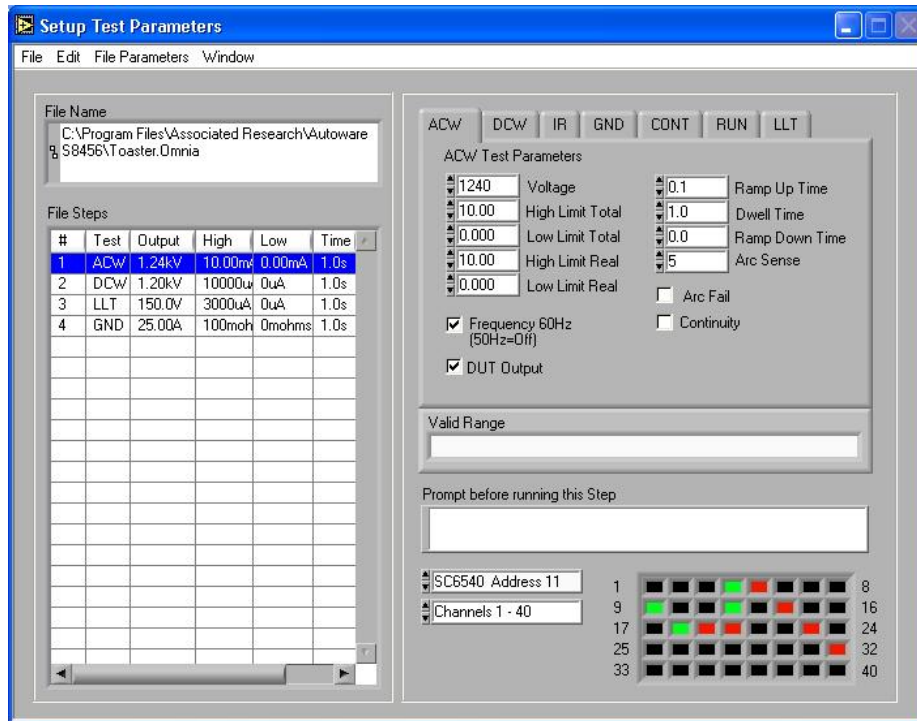 Setup Test Parameters
File Edit File Parameters Window
File Name
C:\Program Files\Associated Research\Autoware
S8456\Toaster.Omnia
File Steps
# Test Output High Low Time
1 ACW 1.24kV 10.00mA 0.00mA 1.0s
2 DCW 1.20kV 10000u 0uA 1.0s
3 LLT 150.0V 3000uA 0uA 1.0s
4 GND 25.00A 100moh 0mohms 1.0s
ACW DCW IR GND CONT RUN LLT
ACW Test Parameters
1240 Voltage
10.00 High Limit Total
0.000 Low Limit Total
10.00 High Limit Real
0.000 Low Limit Real
Frequency 60Hz
(50Hz=Off)
DUT Output
0.1 Ramp Up Time
1.0 Dwell Time
0.0 Ramp Down Time
5 Arc Sense
Arc Fail
Continuity
Valid Range
Prompt before running this Step
SC6540 Address 11
Channels 1 - 40
1 8
9 16
17 24
25 32
33 40